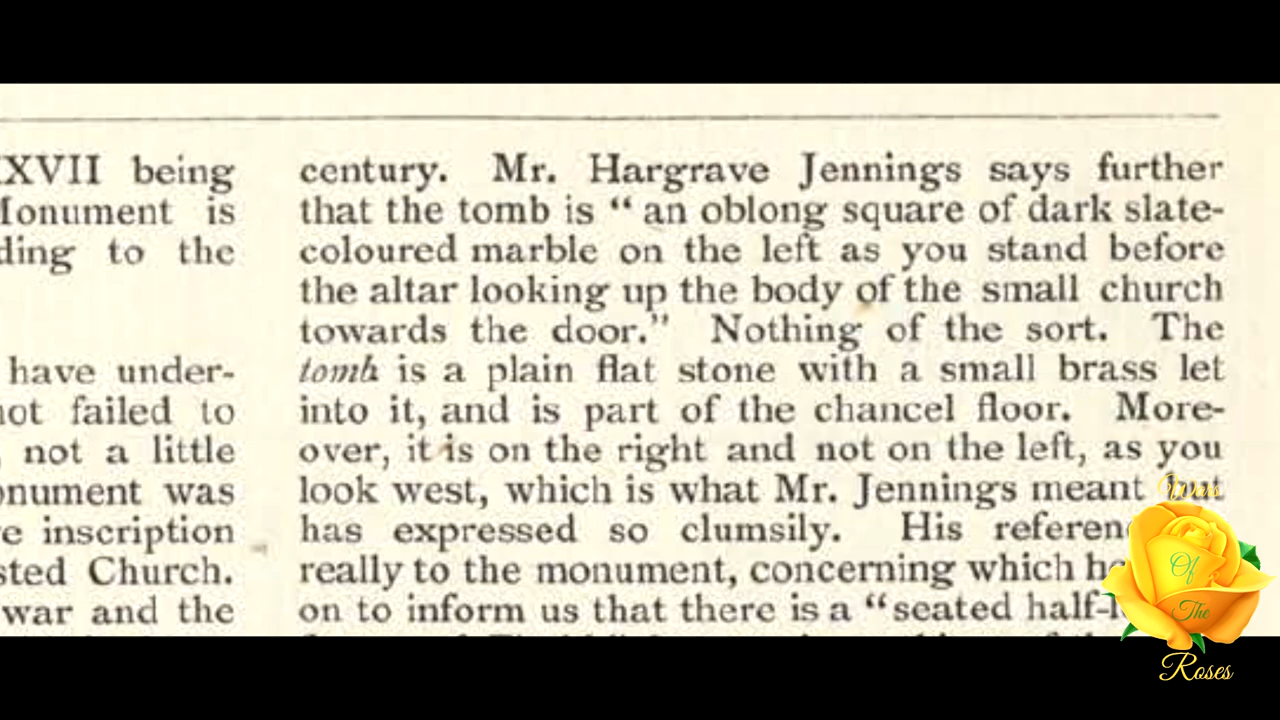 XVII being
Monument is
ding to the
have under-
not failed to
not a little
onument was
e inscription
sted Church.
war and the
century. Mr. Hargrave Jennings says further
that the tomb is “ an oblong square of dark slate-
coloured marble on the left as you stand before
the altar looking up the body of the small church
towards the door.” Nothing of the sort. The
tomb is a plain flat stone with a small brass let
into it, and is part of the chancel floor. More-
over, it is on the right and not on the left, as you
look west, which is what Mr. Jennings meant but
has expressed so clumsily. His referen
really to the monument, concerning which he
on to inform us that there is a “seated half-l
Wars
Of
The
Roses